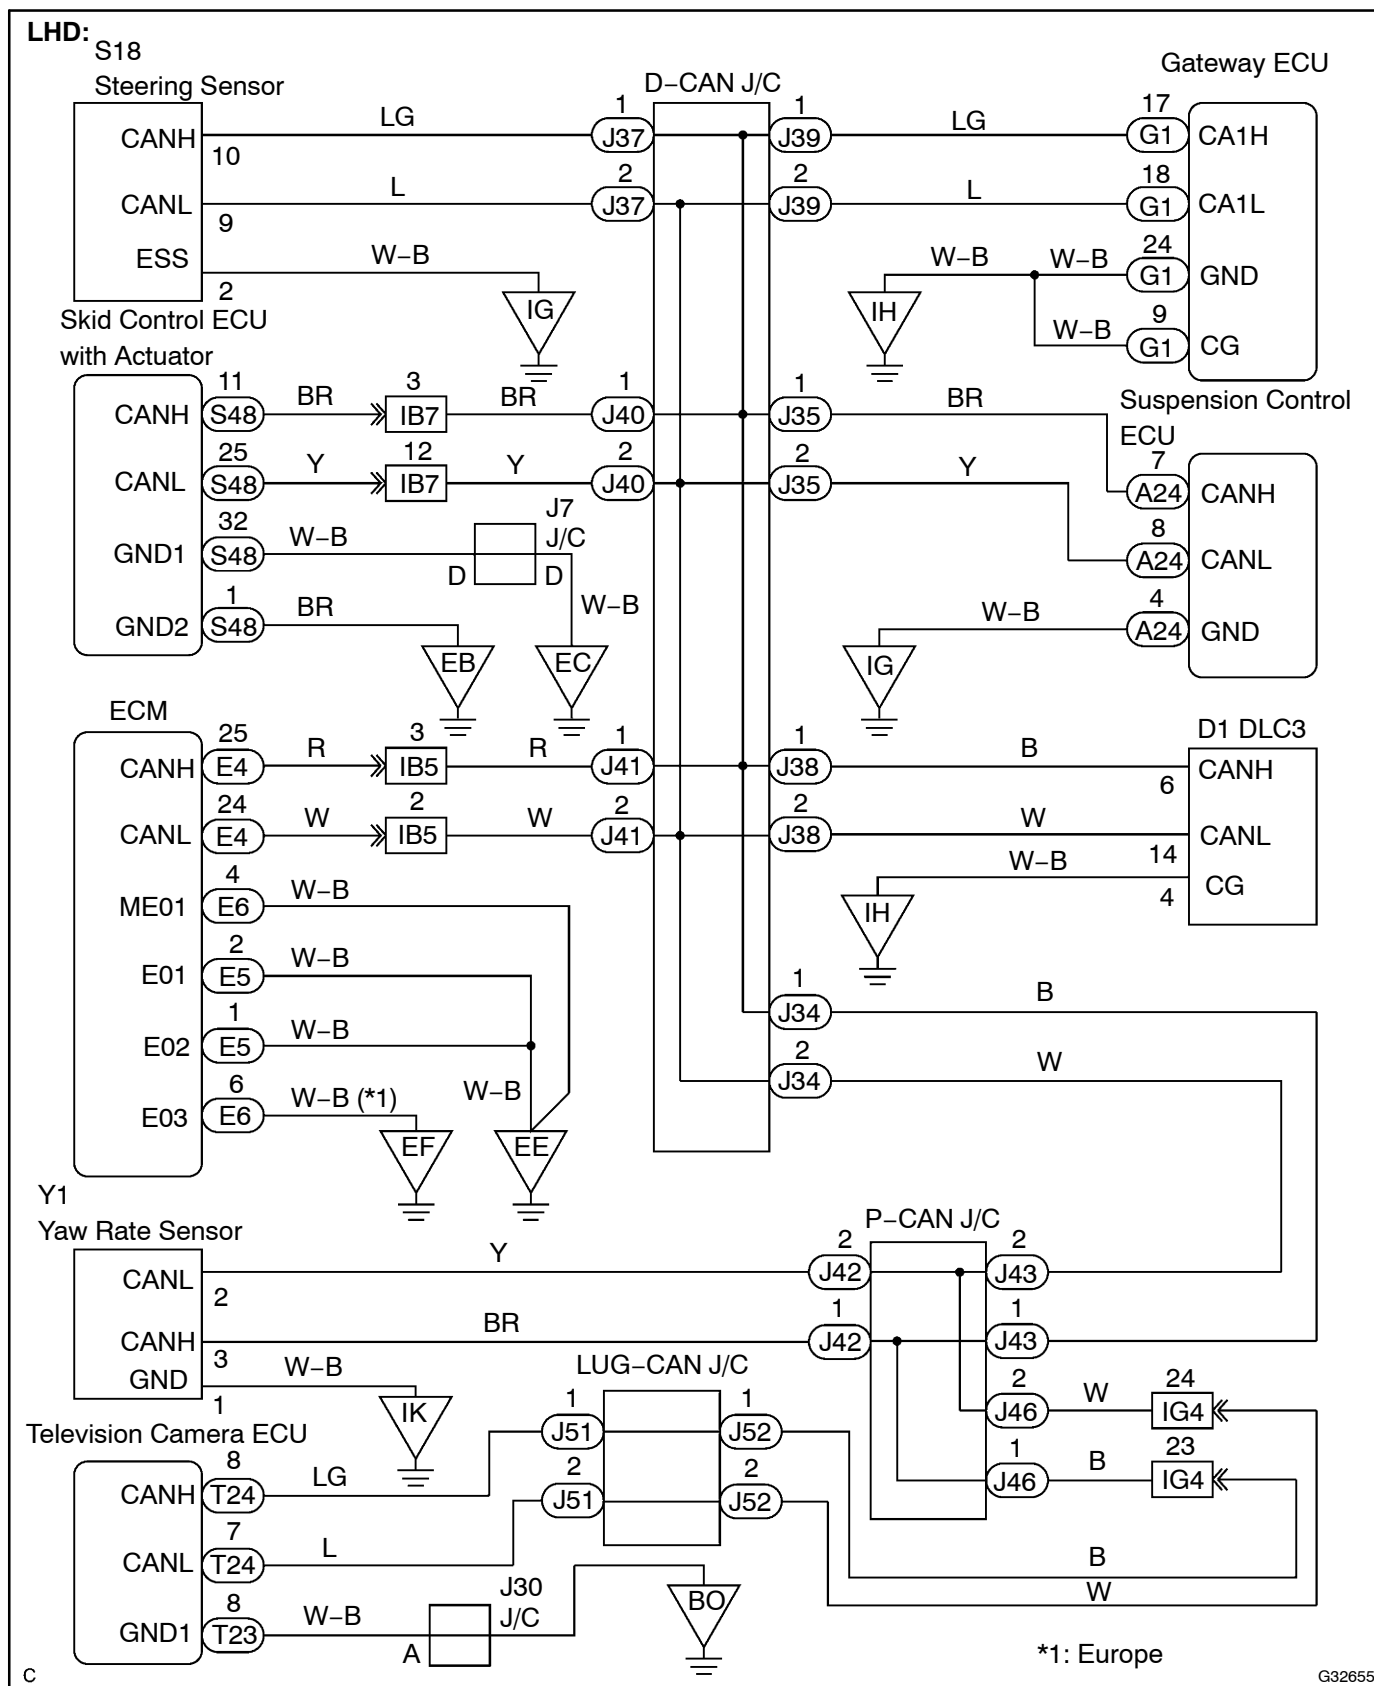 LHD:
S18
Steering Sensor
D–CAN J/C
Gateway ECU
CANH
10
LG
1
J37
1
J39
LG
17
G1
CA1H
CANL
9
L
2
J37
2
J39
L
18
G1
CA1L
ESS
2
W–B
IG
IH
W–B
W–B
24
G1
GND
W–B
9
G1
CG
Skid Control ECU
with Actuator
CANH
11
S48
BR
3
IB7
BR
1
J40
1
J35
BR
Suspension Control
ECU
7
A24
CANH
CANL
25
S48
Y
12
IB7
Y
2
J40
2
J35
Y
8
A24
CANL
GND1
32
S48
W–B
J7
J/C
D
D
W–B
EC
GND2
1
S48
BR
EB
W–B
IG
4
A24
GND
ECM
D1 DLC3
CANH
25
E4
R
3
IB5
R
1
J41
1
J38
B
6
CANH
CANL
24
E4
W
2
IB5
W
2
J41
2
J38
W
14
CANL
W–B
IH
4
CG
ME01
4
E6
W–B
E01
2
E5
W–B
E02
1
E5
W–B
E03
6
E6
W–B (*1)
EF
W–B
EE
1
J34
B
2
J34
W
Y1
Yaw Rate Sensor
P–CAN J/C
CANL
2
Y
2
J42
2
J43
CANH
3
BR
1
J42
1
J43
GND
1
W–B
IK
2
J46
W
24
IG4
1
J46
B
23
IG4
Television Camera ECU
LUG–CAN J/C
CANH
8
T24
LG
1
J51
1
J52
B
CANL
7
T24
L
2
J51
2
J52
W
GND1
8
T23
W–B
A
J30
J/C
BO
*1: Europe
C
G32655